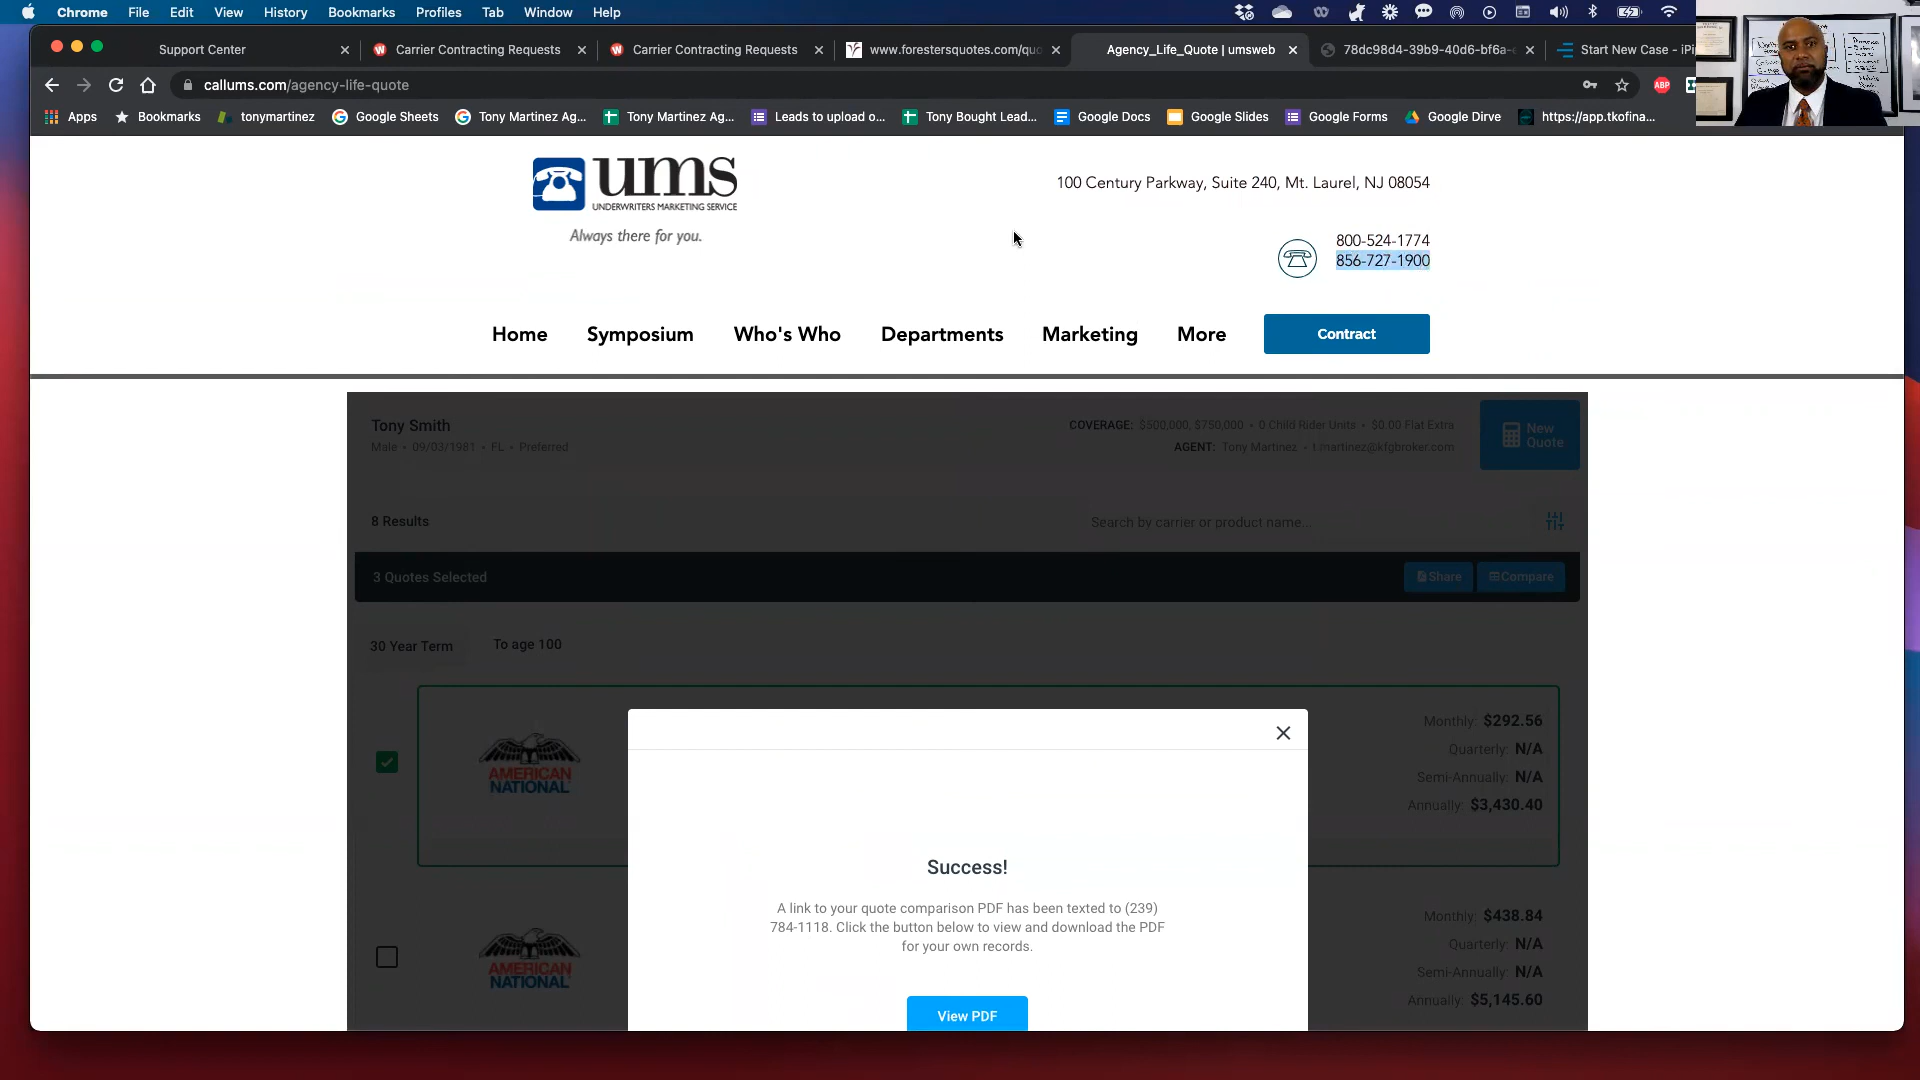 Chrome File Edit View History Bookmarks Profiles Tab Window Help
Support Center
Carrier Contracting Requests
Carrier Contracting Requests
www.forestersquotes.com/quo
Agency_Life_Quote | umsweb
78dc98d4-39b9-40d6-bf6a-
Start New Case - iPi
callums.com/agency-life-quote
ABP
Apps Bookmarks tonymartinez Google Sheets Tony Martinez Ag... Tony Martinez Ag... Leads to upload o... Tony Bought Lead... Google Docs Google Slides Google Forms Google Dirve https://app.tkofina...
ums
UNDERWRITERS MARKETING SERVICE
Always there for you.
100 Century Parkway, Suite 240, Mt. Laurel, NJ 08054
800-524-1774
856-727-1900
Home Symposium Who's Who Departments Marketing More Contract
Tony Smith
Male • 09/03/1981 • FL • Preferred
COVERAGE: $500,000, $750,000 • 0 Child Rider Units • $0.00 Flat Extra
AGENT: Tony Martinez • t.martinez@kfgbroker.com
New Quote
8 Results
Search by carrier or product name...
3 Quotes Selected
Share Compare
30 Year Term To age 100
AMERICAN NATIONAL
Monthly: $292.56
Quarterly: N/A
Semi-Annually: N/A
Annually: $3,430.40
Success!
A link to your quote comparison PDF has been texted to (239)
784-1118. Click the button below to view and download the PDF
for your own records.
View PDF
AMERICAN NATIONAL
Monthly: $438.84
Quarterly: N/A
Semi-Annually: N/A
Annually: $5,145.60